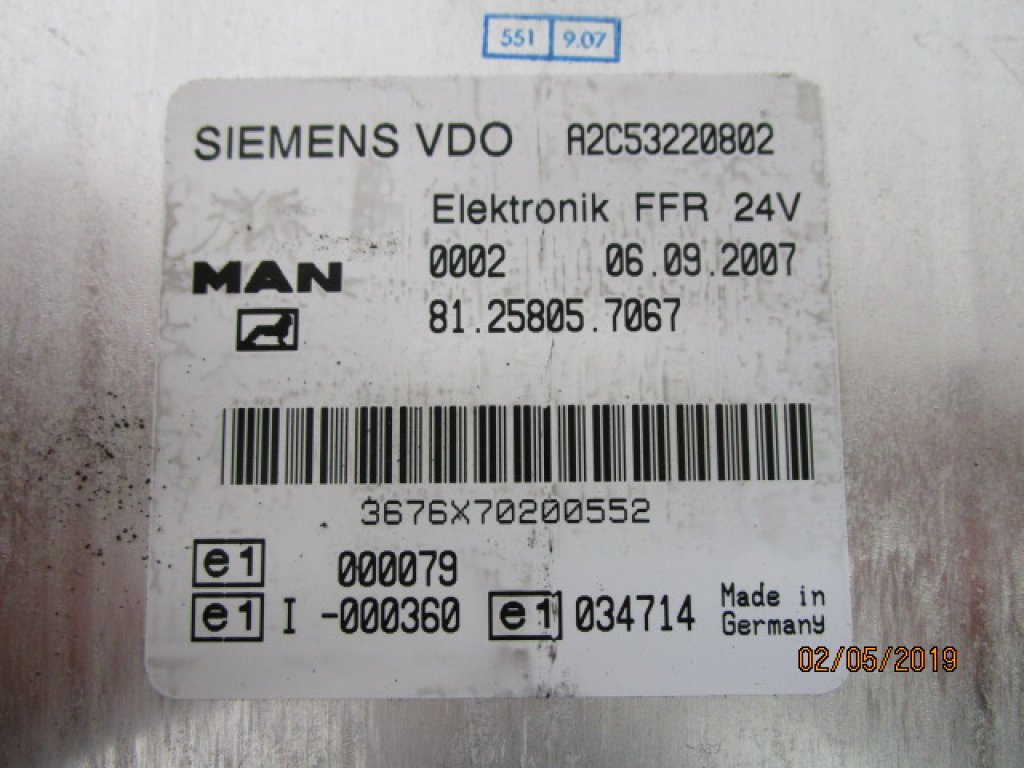 551 9.07
SIEMENS VDO A2C53220802
Elektronik FFR 24V
0002 06.09.2007
MAN
81.25805.7067
3676X70200552
e1 000079
e1 I -000360 e1 034714
Made in
Germany
02/05/2019